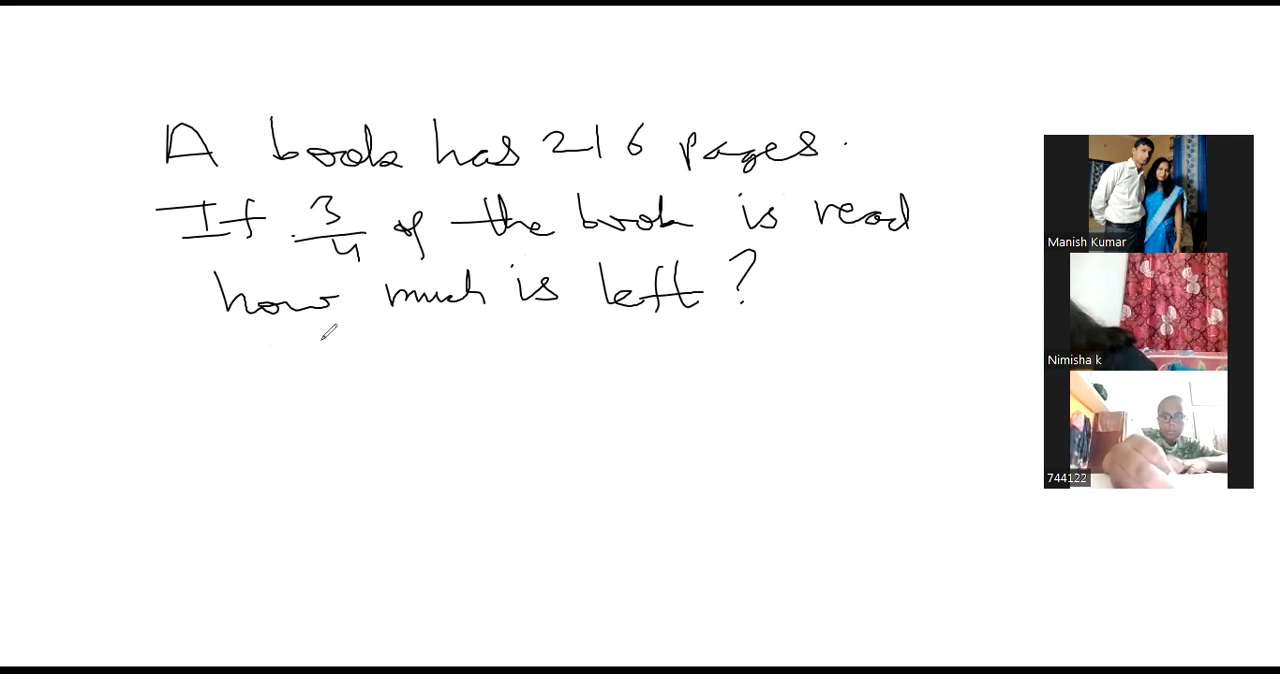 A book has 216 pages.
If 3/4 of the book is read
how much is left?
Manish Kumar
Nimisha k
744122